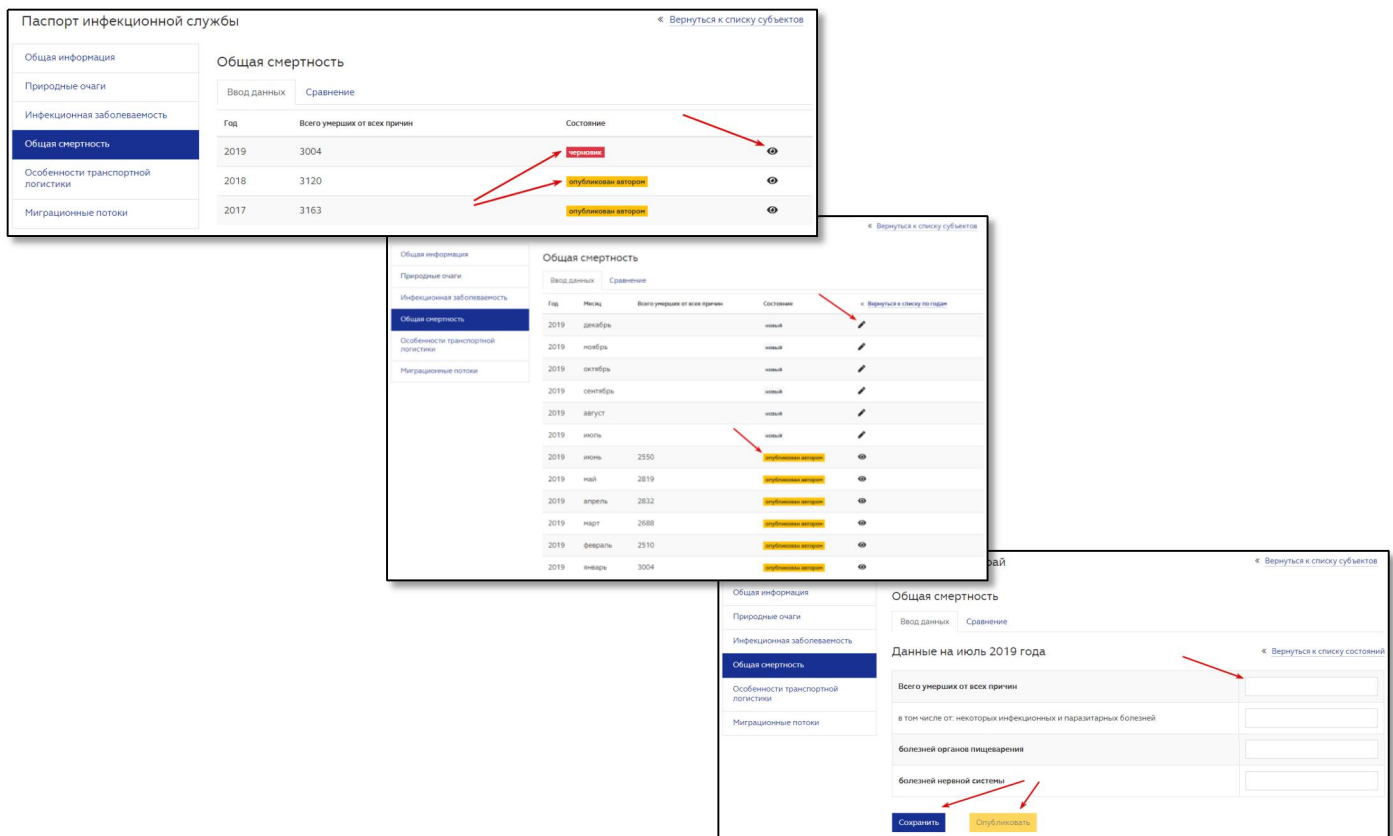 Паспорт инфекционной службы
« Вернуться к списку субъектов
Общая информация
Природные очаги
Инфекционная заболеваемость
Общая смертность
Особенности транспортной
логистики
Миграционные потоки
Общая смертность
Ввод данных Сравнение
Год Всего умерших от всех причин Состояние
2019 3004 черновик
2018 3120 опубликован автором
2017 3163 опубликован автором
« Вернуться к списку субъектов
Общая информация
Природные очаги
Инфекционная заболеваемость
Общая смертность
Особенности транспортной
логистики
Миграционные потоки
Общая смертность
Ввод данных Сравнение
Год Месяц Всего умерших от всех причин Состояние « Вернуться к списку по годам
2019 декабрь новый
2019 ноябрь новый
2019 октябрь новый
2019 сентябрь новый
2019 август новый
2019 июль новый
2019 июнь 2550 опубликован автором
2019 май 2819 опубликован автором
2019 апрель 2832 опубликован автором
2019 март 2688 опубликован автором
2019 февраль 2510 опубликован автором
2019 январь 3004 опубликован автором
рай
« Вернуться к списку субъектов
Общая информация
Природные очаги
Инфекционная заболеваемость
Общая смертность
Особенности транспортной
логистики
Миграционные потоки
Общая смертность
Ввод данных Сравнение
Данные на июль 2019 года « Вернуться к списку состояний
Всего умерших от всех причин
в том числе от: некоторых инфекционных и паразитарных болезней
болезней органов пищеварения
болезней нервной системы
Сохранить Опубликовать